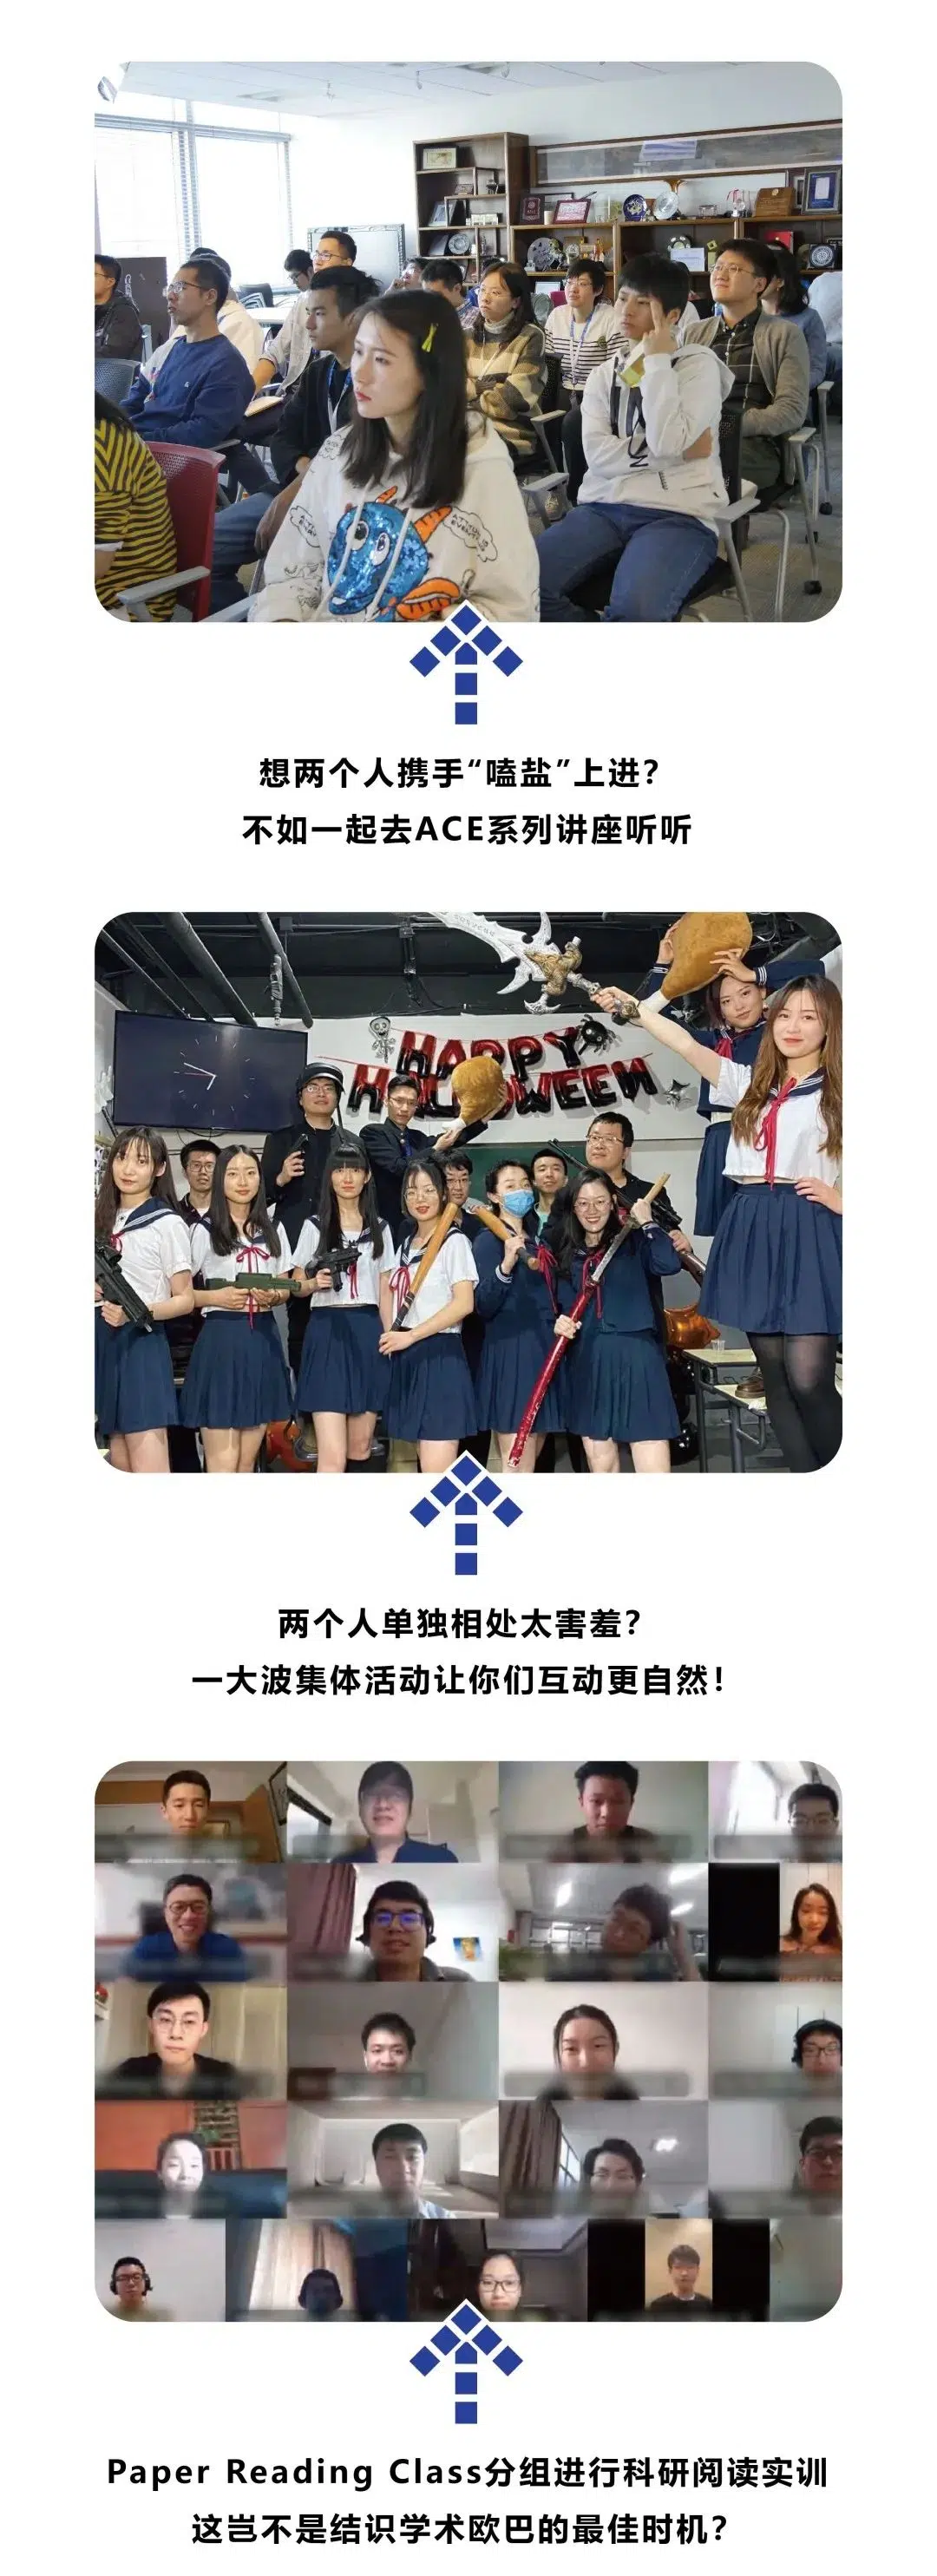 想两个人携手“嗑盐”上进？
不如一起去ACE系列讲座听听
HAPPY
HALLOWEEN
两个人单独相处太害羞？
一大波集体活动让你们互动更自然！
Paper Reading Class分组进行科研阅读实训
这岂不是结识学术欧巴的最佳时机？